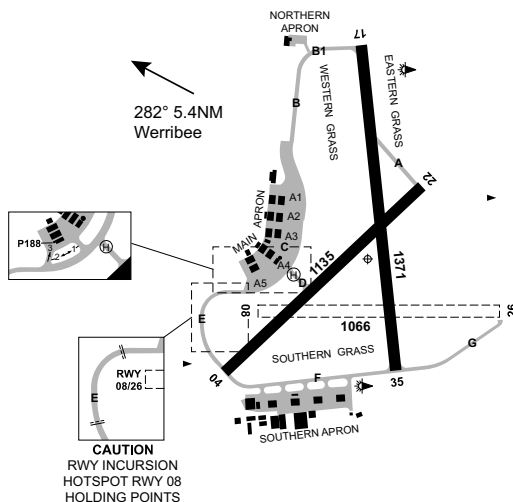 NORTHERN
APRON
17
B1
EASTERN GRASS
WESTERN GRASS
B
282° 5.4NM
Werribee
A
22
A1
A2
A3
MAIN APRON
C
A4
H
D
A5
1135
1371
P188
3
2
1
H
08
26
1066
E
SOUTHERN GRASS
G
04
F
35
SOUTHERN APRON
RWY
08/26
E
CAUTION
RWY INCURSION
HOTSPOT RWY 08
HOLDING POINTS